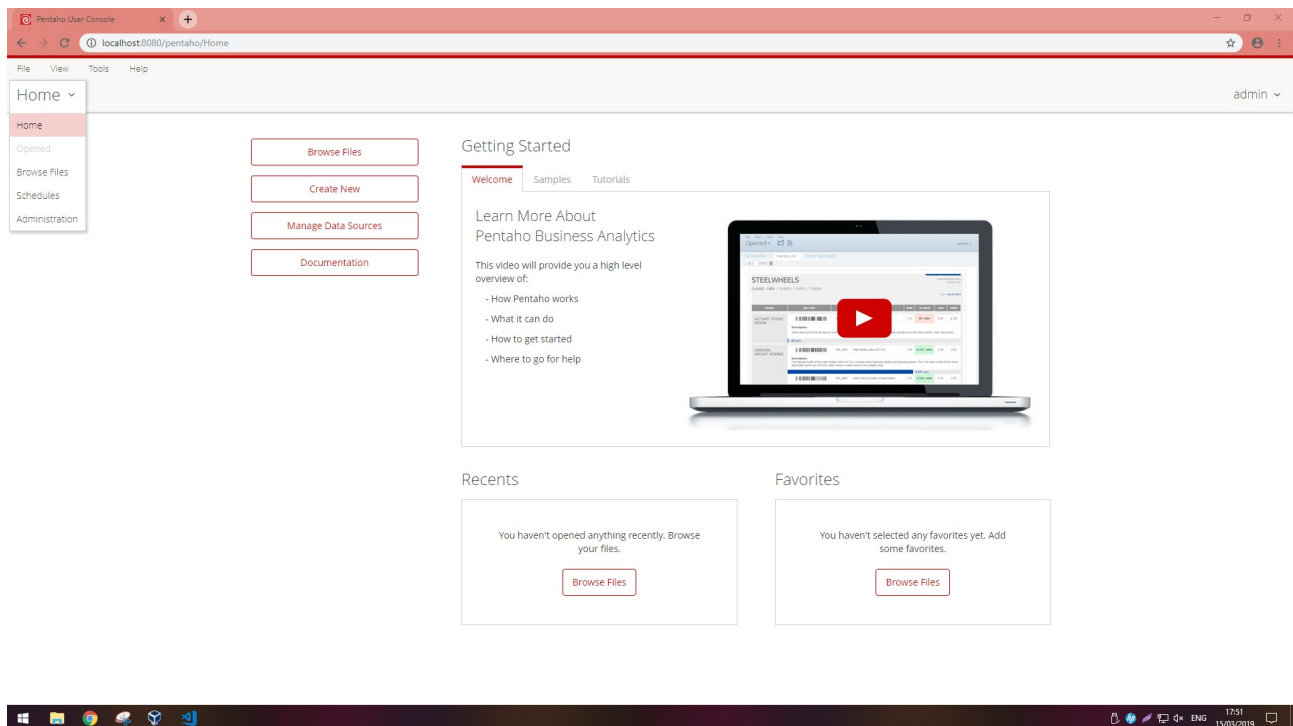 Pentaho User Console
localhost:8080/pentaho/Home
File View Tools Help
Home
admin
Home
Opened
Browse Files
Schedules
Administration
Browse Files
Create New
Manage Data Sources
Documentation
Getting Started
Welcome Samples Tutorials
Learn More About
Pentaho Business Analytics
This video will provide you a high level
overview of:
- How Pentaho works
- What it can do
- How to get started
- Where to go for help
Opened
STEELWHEELS
Recents
You haven't opened anything recently. Browse
your files.
Browse Files
Favorites
You haven't selected any favorites yet. Add
some favorites.
Browse Files
ENG
17:51
15/03/2019